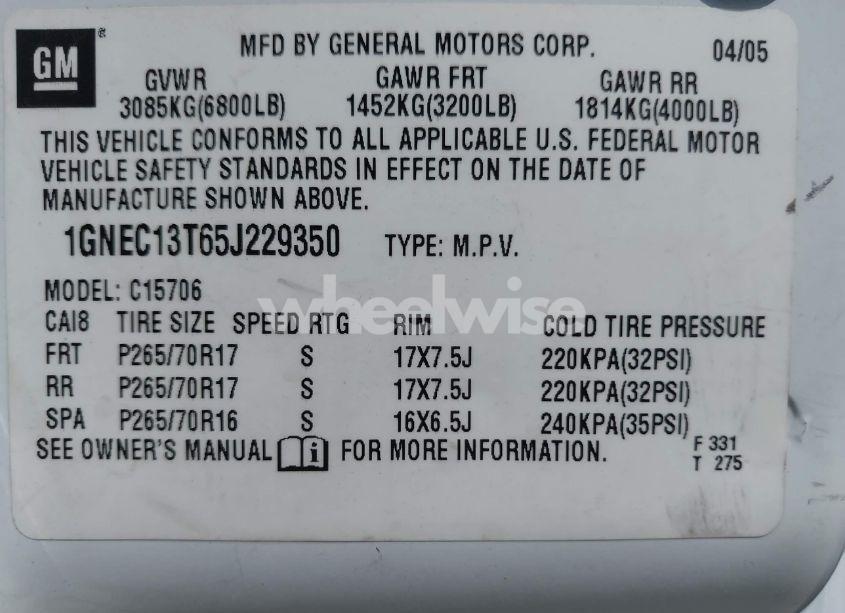 GM®
MFD BY GENERAL MOTORS CORP. 04/05
GVWR GAWR FRT GAWR RR
3085KG(6800LB) 1452KG(3200LB) 1814KG(4000LB)
THIS VEHICLE CONFORMS TO ALL APPLICABLE U.S. FEDERAL MOTOR
VEHICLE SAFETY STANDARDS IN EFFECT ON THE DATE OF
MANUFACTURE SHOWN ABOVE.
1GNEC13T65J229350 TYPE: M.P.V.
MODEL: C15706
wheelwise
CAI8 TIRE SIZE SPEED RTG RIM COLD TIRE PRESSURE
FRT P265/70R17 S 17X7.5J 220KPA(32PSI)
RR P265/70R17 S 17X7.5J 220KPA(32PSI)
SPA P265/70R16 S 16X6.5J 240KPA(35PSI)
SEE OWNER'S MANUAL i FOR MORE INFORMATION.
F 331
T 275